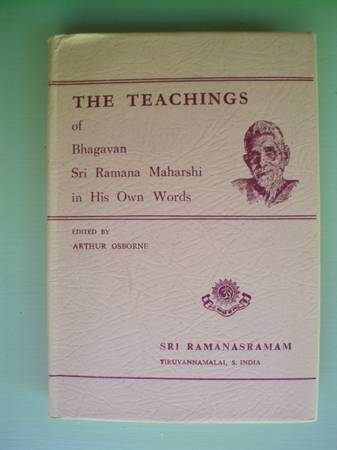 THE TEACHINGS
of
Bhagavan
Sri Ramana Maharshi
in His Own Words
EDITED BY
ARTHUR OSBORNE
SRI RAMANASRAMAM
TIRUVANNAMALAI, S. INDIA